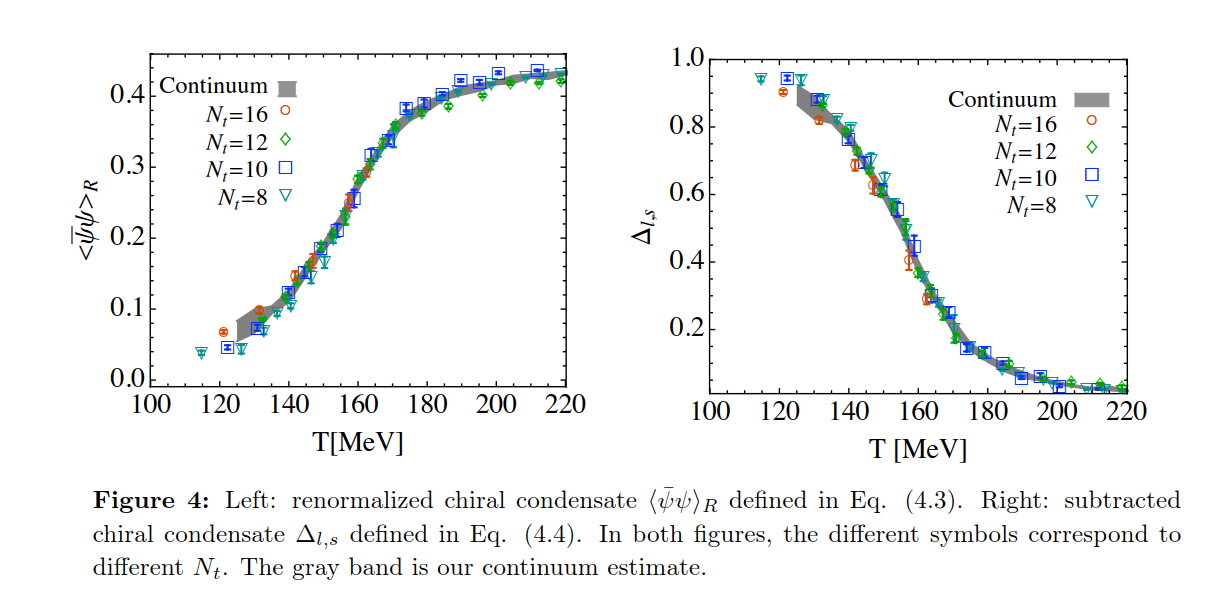 Continuum
N_t=16
N_t=12
N_t=10
N_t=8
0.4
0.3
0.2
0.1
0.0
<ψ̄ψ>_R
100 120 140 160 180 200 220
T[MeV]
1.0
0.8
0.6
0.4
0.2
Δ_{l,s}
Continuum
N_t=16
N_t=12
N_t=10
N_t=8
100 120 140 160 180 200 220
T [MeV]
Figure 4: Left: renormalized chiral condensate ⟨ψ̄ψ⟩_R defined in Eq. (4.3). Right: subtracted
chiral condensate Δ_{l,s} defined in Eq. (4.4). In both figures, the different symbols correspond to
different N_t. The gray band is our continuum estimate.